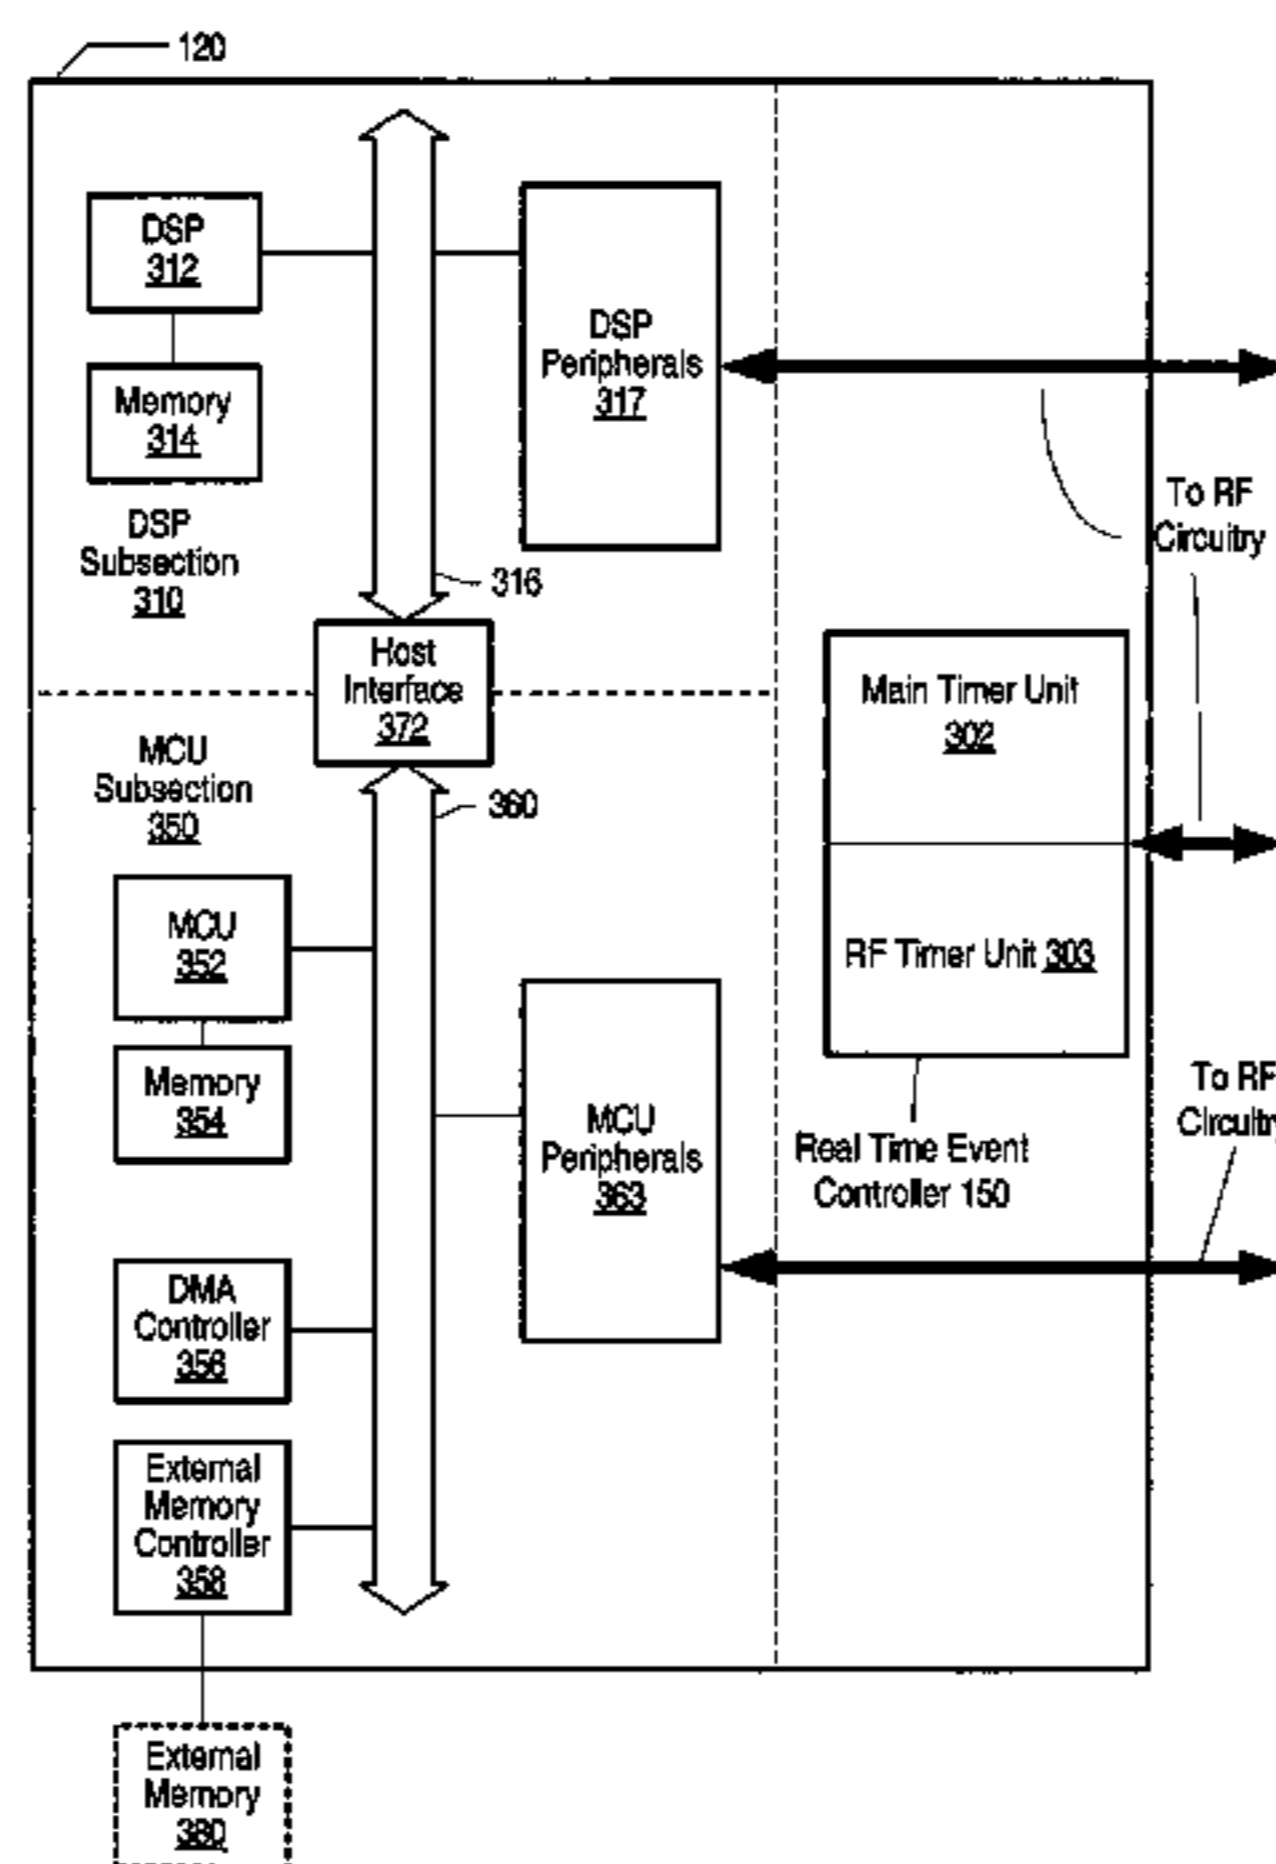 120
DSP
312
Memory
314
DSP
Subsection
310
DSP
Peripherals
317
To RF
Circuitry
316
Host
Interface
372
Main Timer Unit
302
MCU
Subsection
350
360
MCU
352
RF Timer Unit 303
Memory
354
MCU
Peripherals
363
Real Time Event
Controller 150
To RF
Circuitry
DMA
Controller
356
External
Memory
Controller
358
External
Memory
380